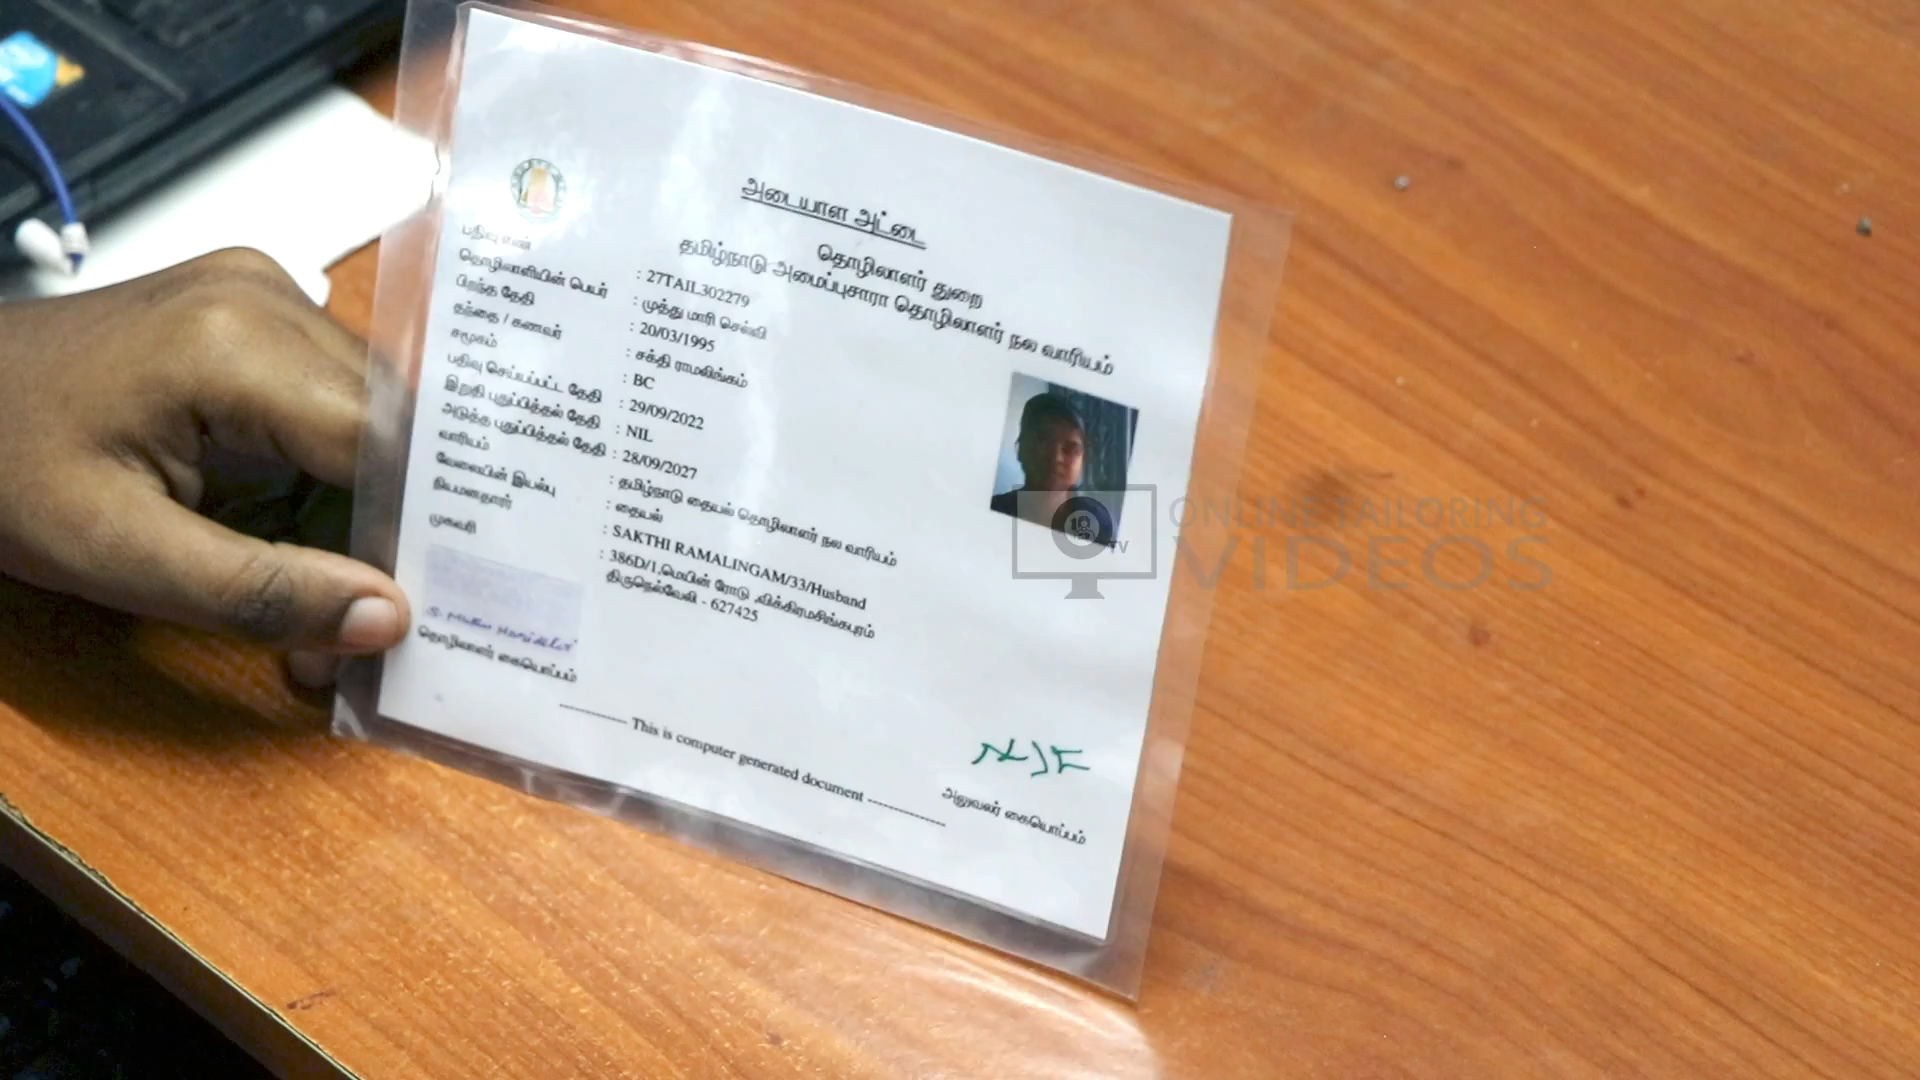 அடையாள அட்டை
தொழிலாளர் துறை
தமிழ்நாடு அமைப்புசாரா தொழிலாளர் நல வாரியம்
பதிவு எண் : 27TAIL302279
தொழிலாளியின் பெயர் : முத்து மாரி செல்வி
பிறந்த தேதி : 20/03/1995
தந்தை / கணவர் : சக்தி ராமலிங்கம்
சமூகம் : BC
பதிவு செய்யப்பட்ட தேதி : 29/09/2022
இறுதி புதுப்பித்தல் தேதி : NIL
அடுத்த புதுப்பித்தல் தேதி : 28/09/2027
வாரியம் : தமிழ்நாடு தையல் தொழிலாளர் நல வாரியம்
வேலையின் இயல்பு : தையல்
நியமனதாரர் : SAKTHI RAMALINGAM/33/Husband
முகவரி : 386D/1,மெயின் ரோடு ,விக்கிரமசிங்கபுரம்
திருநெல்வேலி - 627425
தொழிலாளர் கையொப்பம்
------------ This is computer generated document --------------
அலுவலர் கையொப்பம்
TV
ONLINE TAILORING
VIDEOS